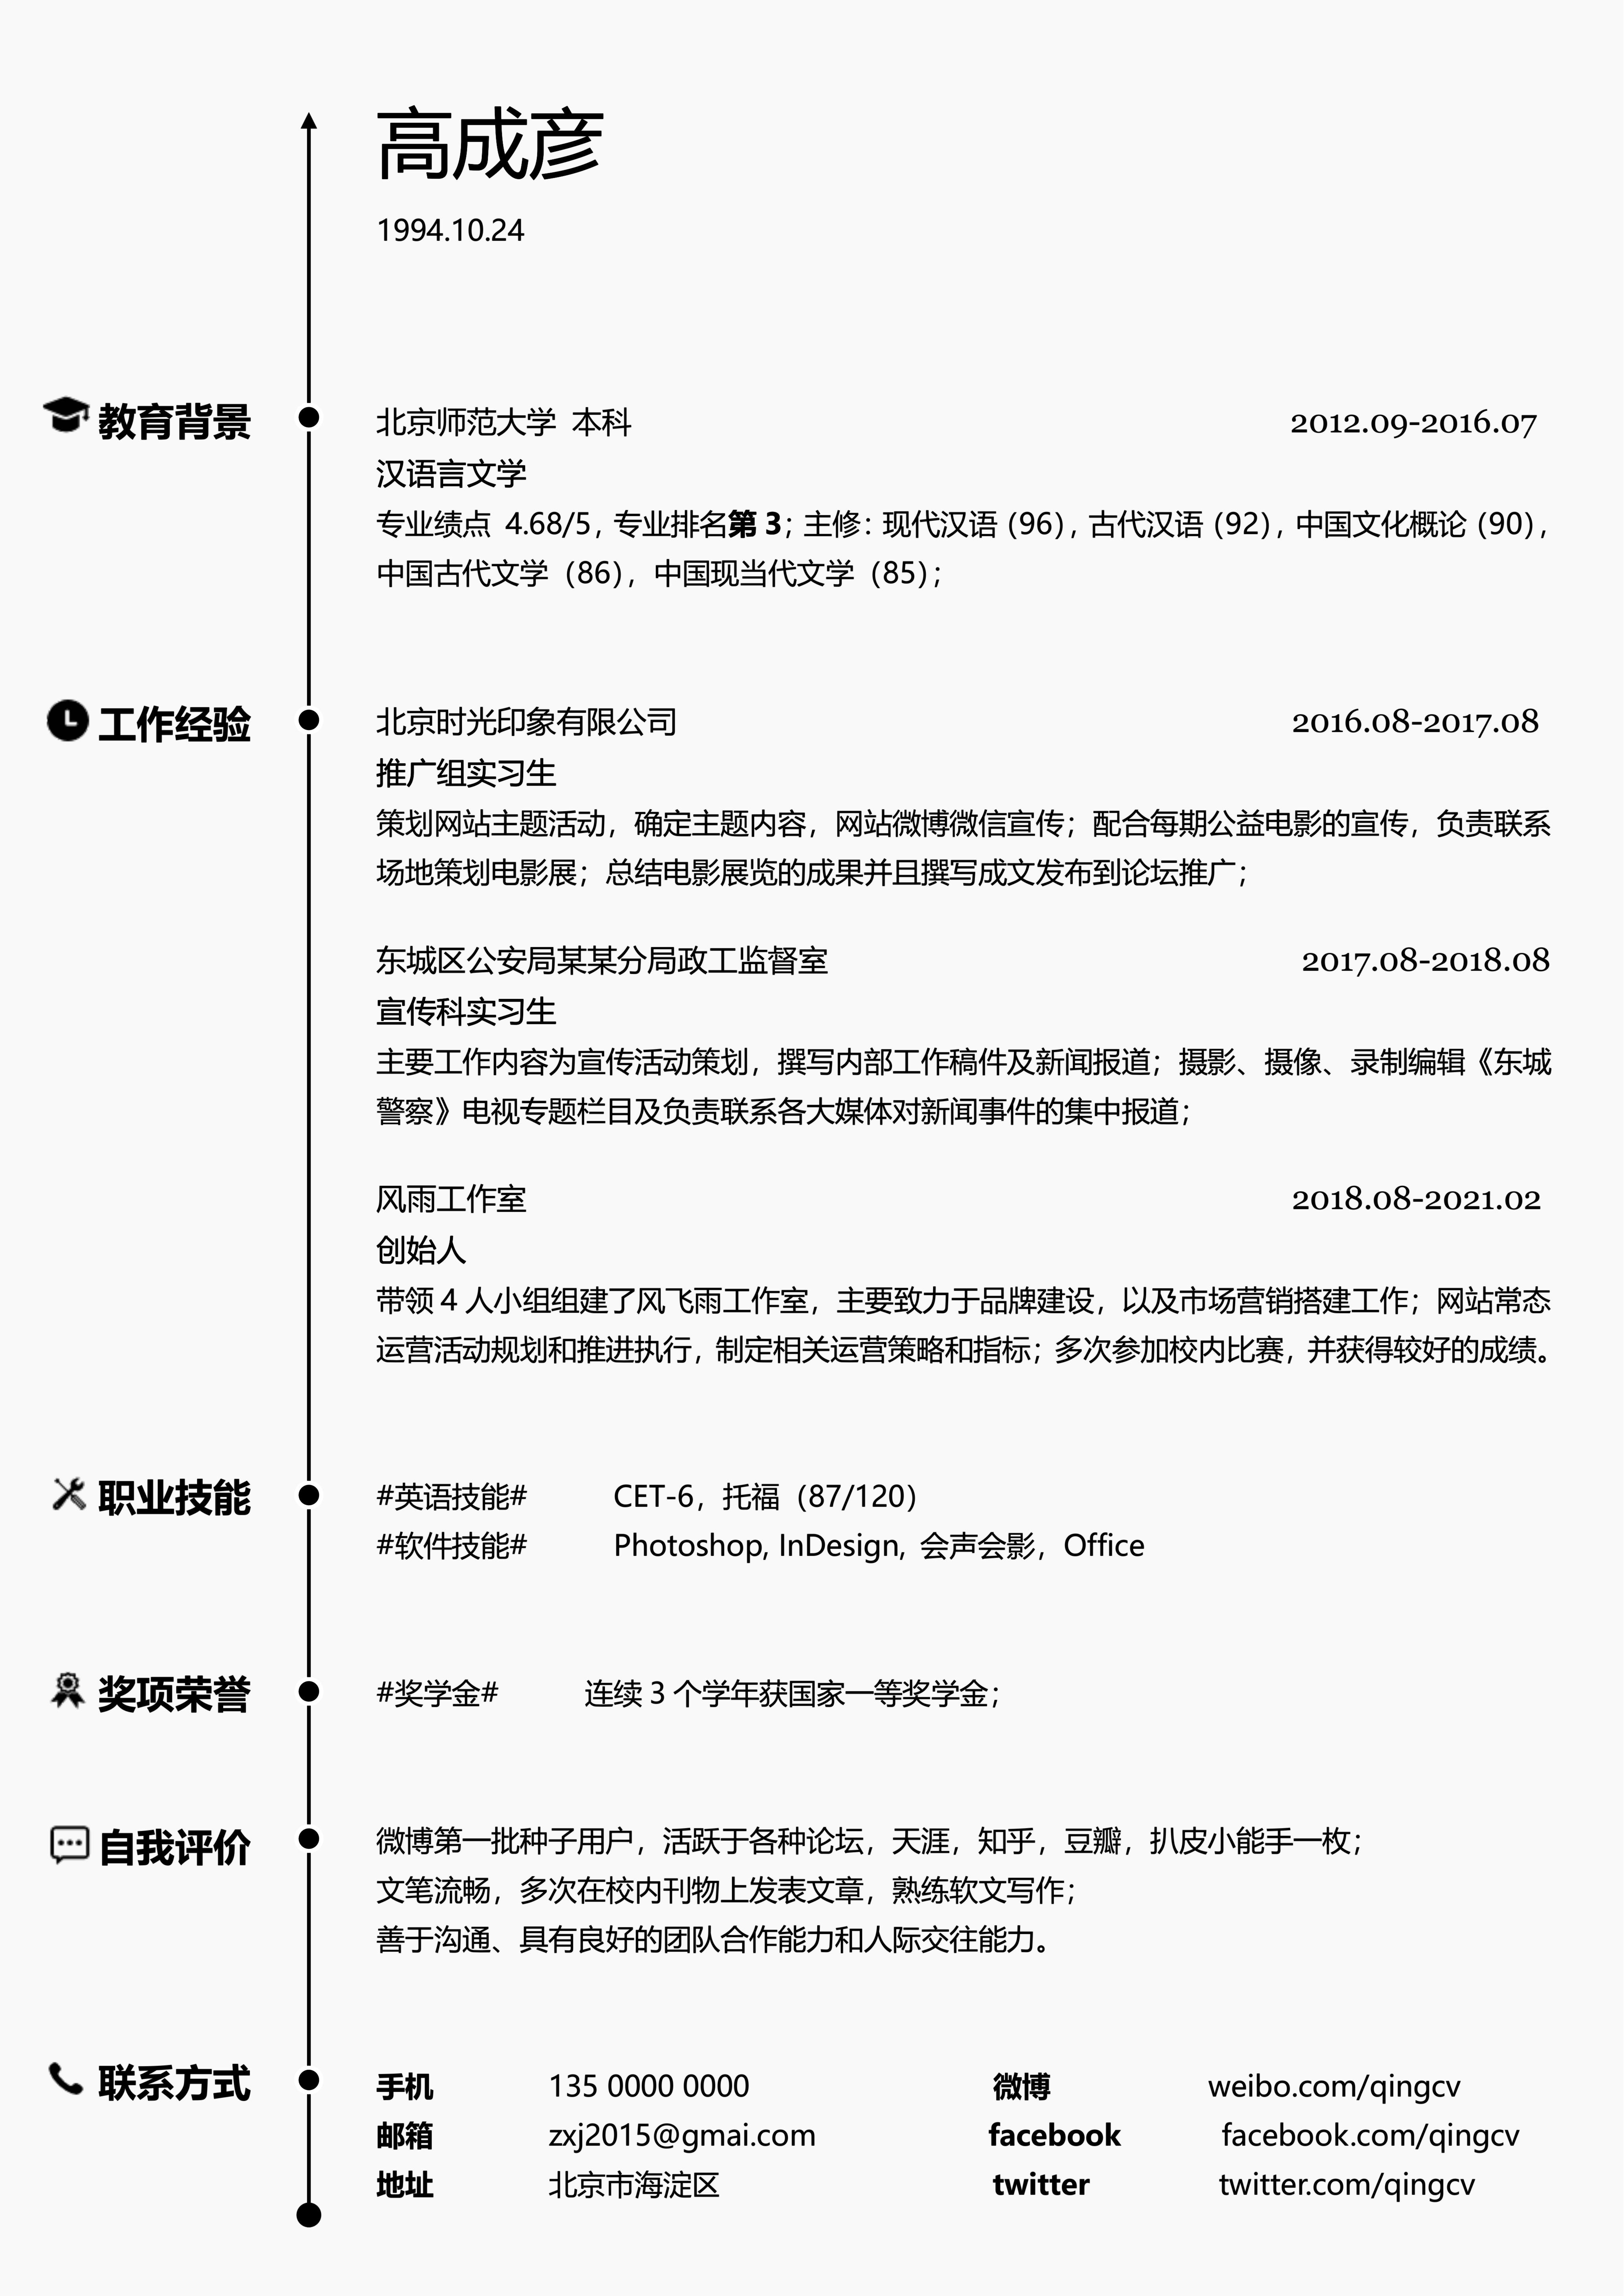 高成彦
1994.10.24
教育背景
北京师范大学 本科 2012.09-2016.07
汉语言文学
专业绩点 4.68/5，专业排名第 3；主修：现代汉语（96），古代汉语（92），中国文化概论（90），
中国古代文学（86），中国现当代文学（85）；
工作经验
北京时光印象有限公司 2016.08-2017.08
推广组实习生
策划网站主题活动，确定主题内容，网站微博微信宣传；配合每期公益电影的宣传，负责联系
场地策划电影展；总结电影展览的成果并且撰写成文发布到论坛推广；
东城区公安局某某分局政工监督室 2017.08-2018.08
宣传科实习生
主要工作内容为宣传活动策划，撰写内部工作稿件及新闻报道；摄影、摄像、录制编辑《东城
警察》电视专题栏目及负责联系各大媒体对新闻事件的集中报道；
风雨工作室 2018.08-2021.02
创始人
带领 4 人小组组建了风飞雨工作室，主要致力于品牌建设，以及市场营销搭建工作；网站常态
运营活动规划和推进执行，制定相关运营策略和指标；多次参加校内比赛，并获得较好的成绩。
职业技能
#英语技能# CET-6，托福（87/120）
#软件技能# Photoshop, InDesign, 会声会影，Office
奖项荣誉
#奖学金# 连续 3 个学年获国家一等奖学金；
自我评价
微博第一批种子用户，活跃于各种论坛，天涯，知乎，豆瓣，扒皮小能手一枚；
文笔流畅，多次在校内刊物上发表文章，熟练软文写作；
善于沟通、具有良好的团队合作能力和人际交往能力。
联系方式
手机 135 0000 0000 微博 weibo.com/qingcv
邮箱 zxj2015@gmai.com facebook facebook.com/qingcv
地址 北京市海淀区 twitter twitter.com/qingcv